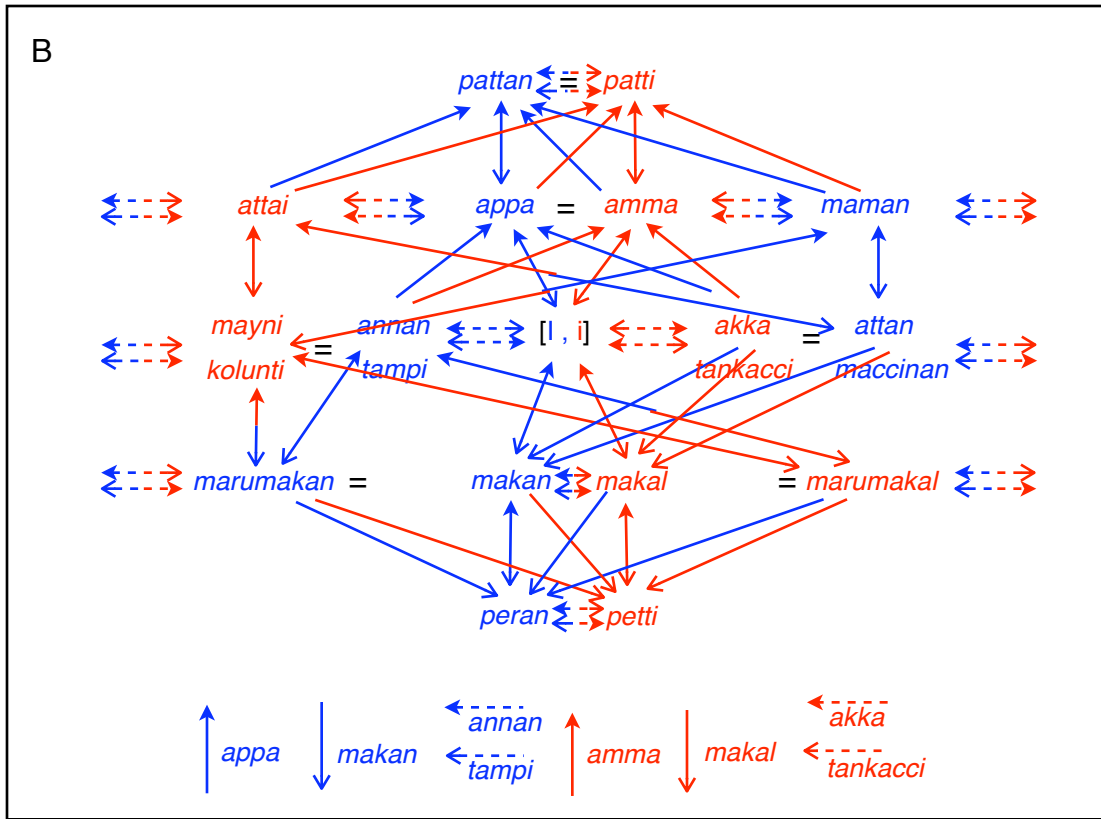 B
pattan = patti
attai appa = amma maman
mayni annan [I , i] akka attan
= =
kolunti tampi tankacci maccinan
marumakan = makan makal = marumakal
peran petti
appa makan annan amma makal akka
tampi tankacci